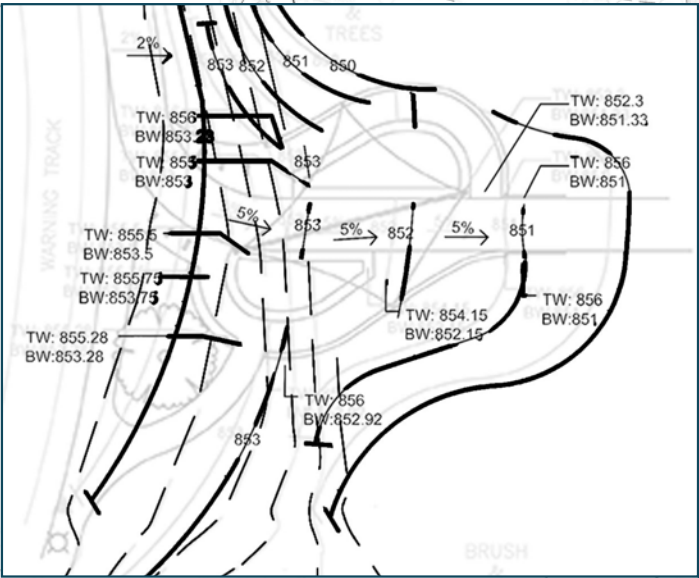 &
TREES
2%
853
852
851
850
TW: 852.3
BW:851.33
TW: 856
BW:853.
TW: 855
BW:853
853
TW: 856
BW:851
WARNING TRACK
5%
853
5%
852
5%
851
TW: 855.5
BW:853.5
TW: 855.75
BW:853.75
TW: 856
BW:851
TW: 854.15
BW:852.15
TW: 855.28
BW:853.28
TW: 856
BW:852.92
853
BRUSH